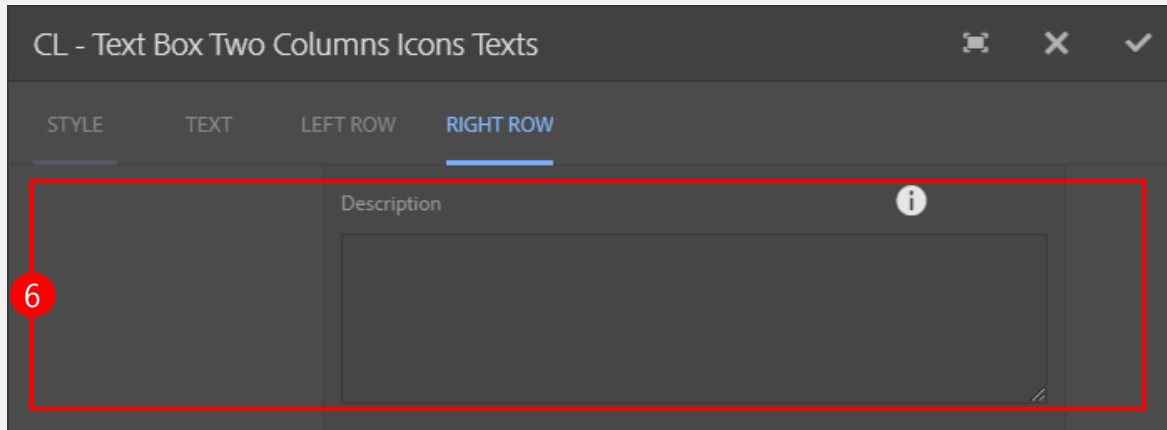 CL - Text Box Two Columns Icons Texts
STYLE TEXT LEFT ROW RIGHT ROW
Description
6